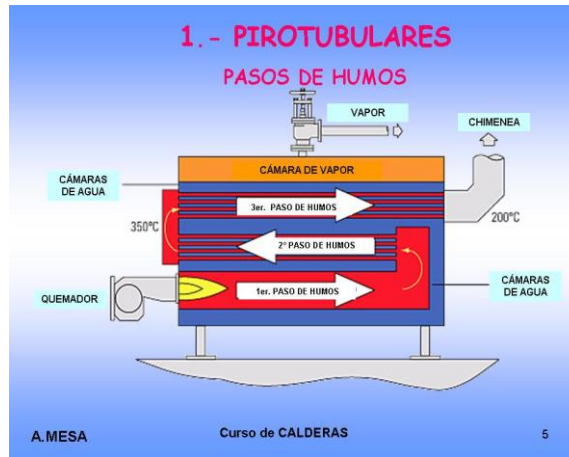 1.- PIROTUBULARES
PASOS DE HUMOS
VAPOR
CHIMENEA
CÁMARA DE VAPOR
CÁMARAS
DE AGUA
3er. PASO DE HUMOS
350ºC
200ºC
2º PASO DE HUMOS
QUEMADOR
1er. PASO DE HUMOS
CÁMARAS
DE AGUA
A.MESA
Curso de CALDERAS
5